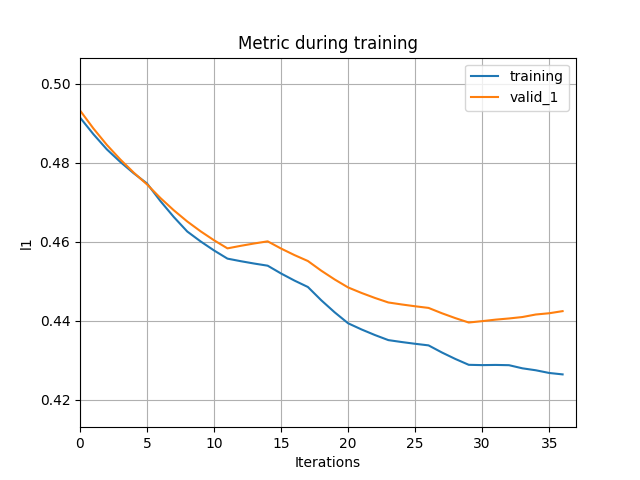 Metric during training
training
valid_1
0.50
0.48
0.46
0.44
0.42
l1
0 5 10 15 20 25 30 35
Iterations